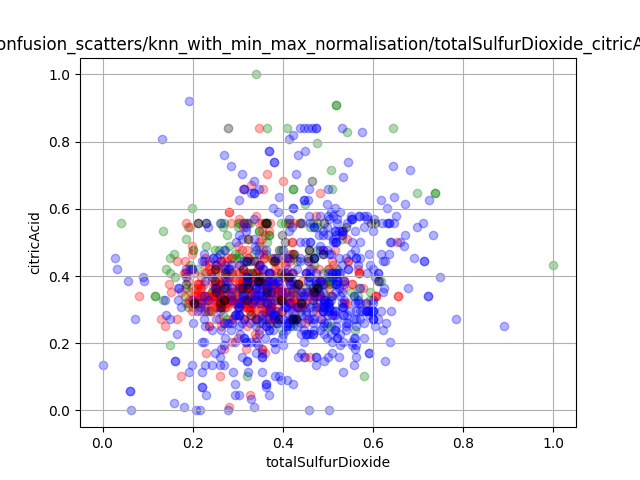 onfusion_scatters/knn_with_min_max_normalisation/totalSulfurDioxide_citricA
1.0
0.8
0.6
0.4
0.2
0.0
citricAcid
0.0 0.2 0.4 0.6 0.8 1.0
totalSulfurDioxide